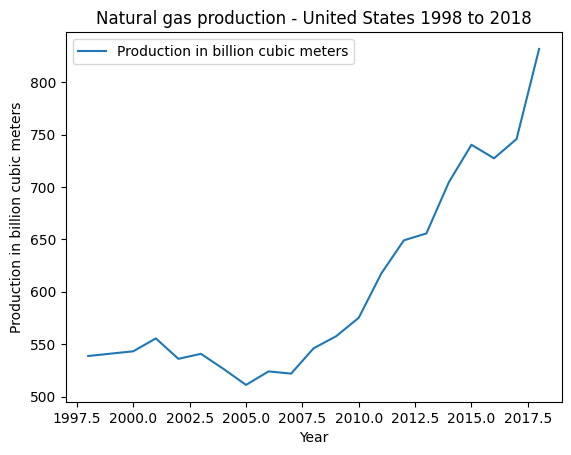 Natural gas production - United States 1998 to 2018
Production in billion cubic meters
Production in billion cubic meters
800
750
700
650
600
550
500
1997.5 2000.0 2002.5 2005.0 2007.5 2010.0 2012.5 2015.0 2017.5
Year